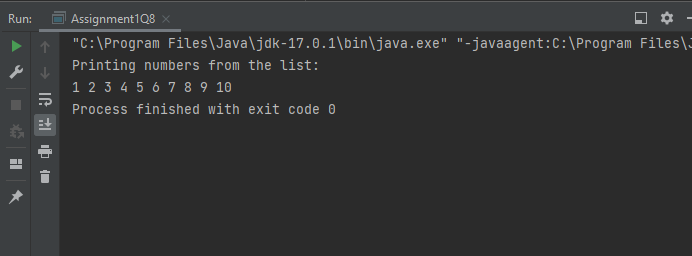 Run: Assignment1Q8
"C:\Program Files\Java\jdk-17.0.1\bin\java.exe" "-javaagent:C:\Program Files\J
Printing numbers from the list:
1 2 3 4 5 6 7 8 9 10
Process finished with exit code 0